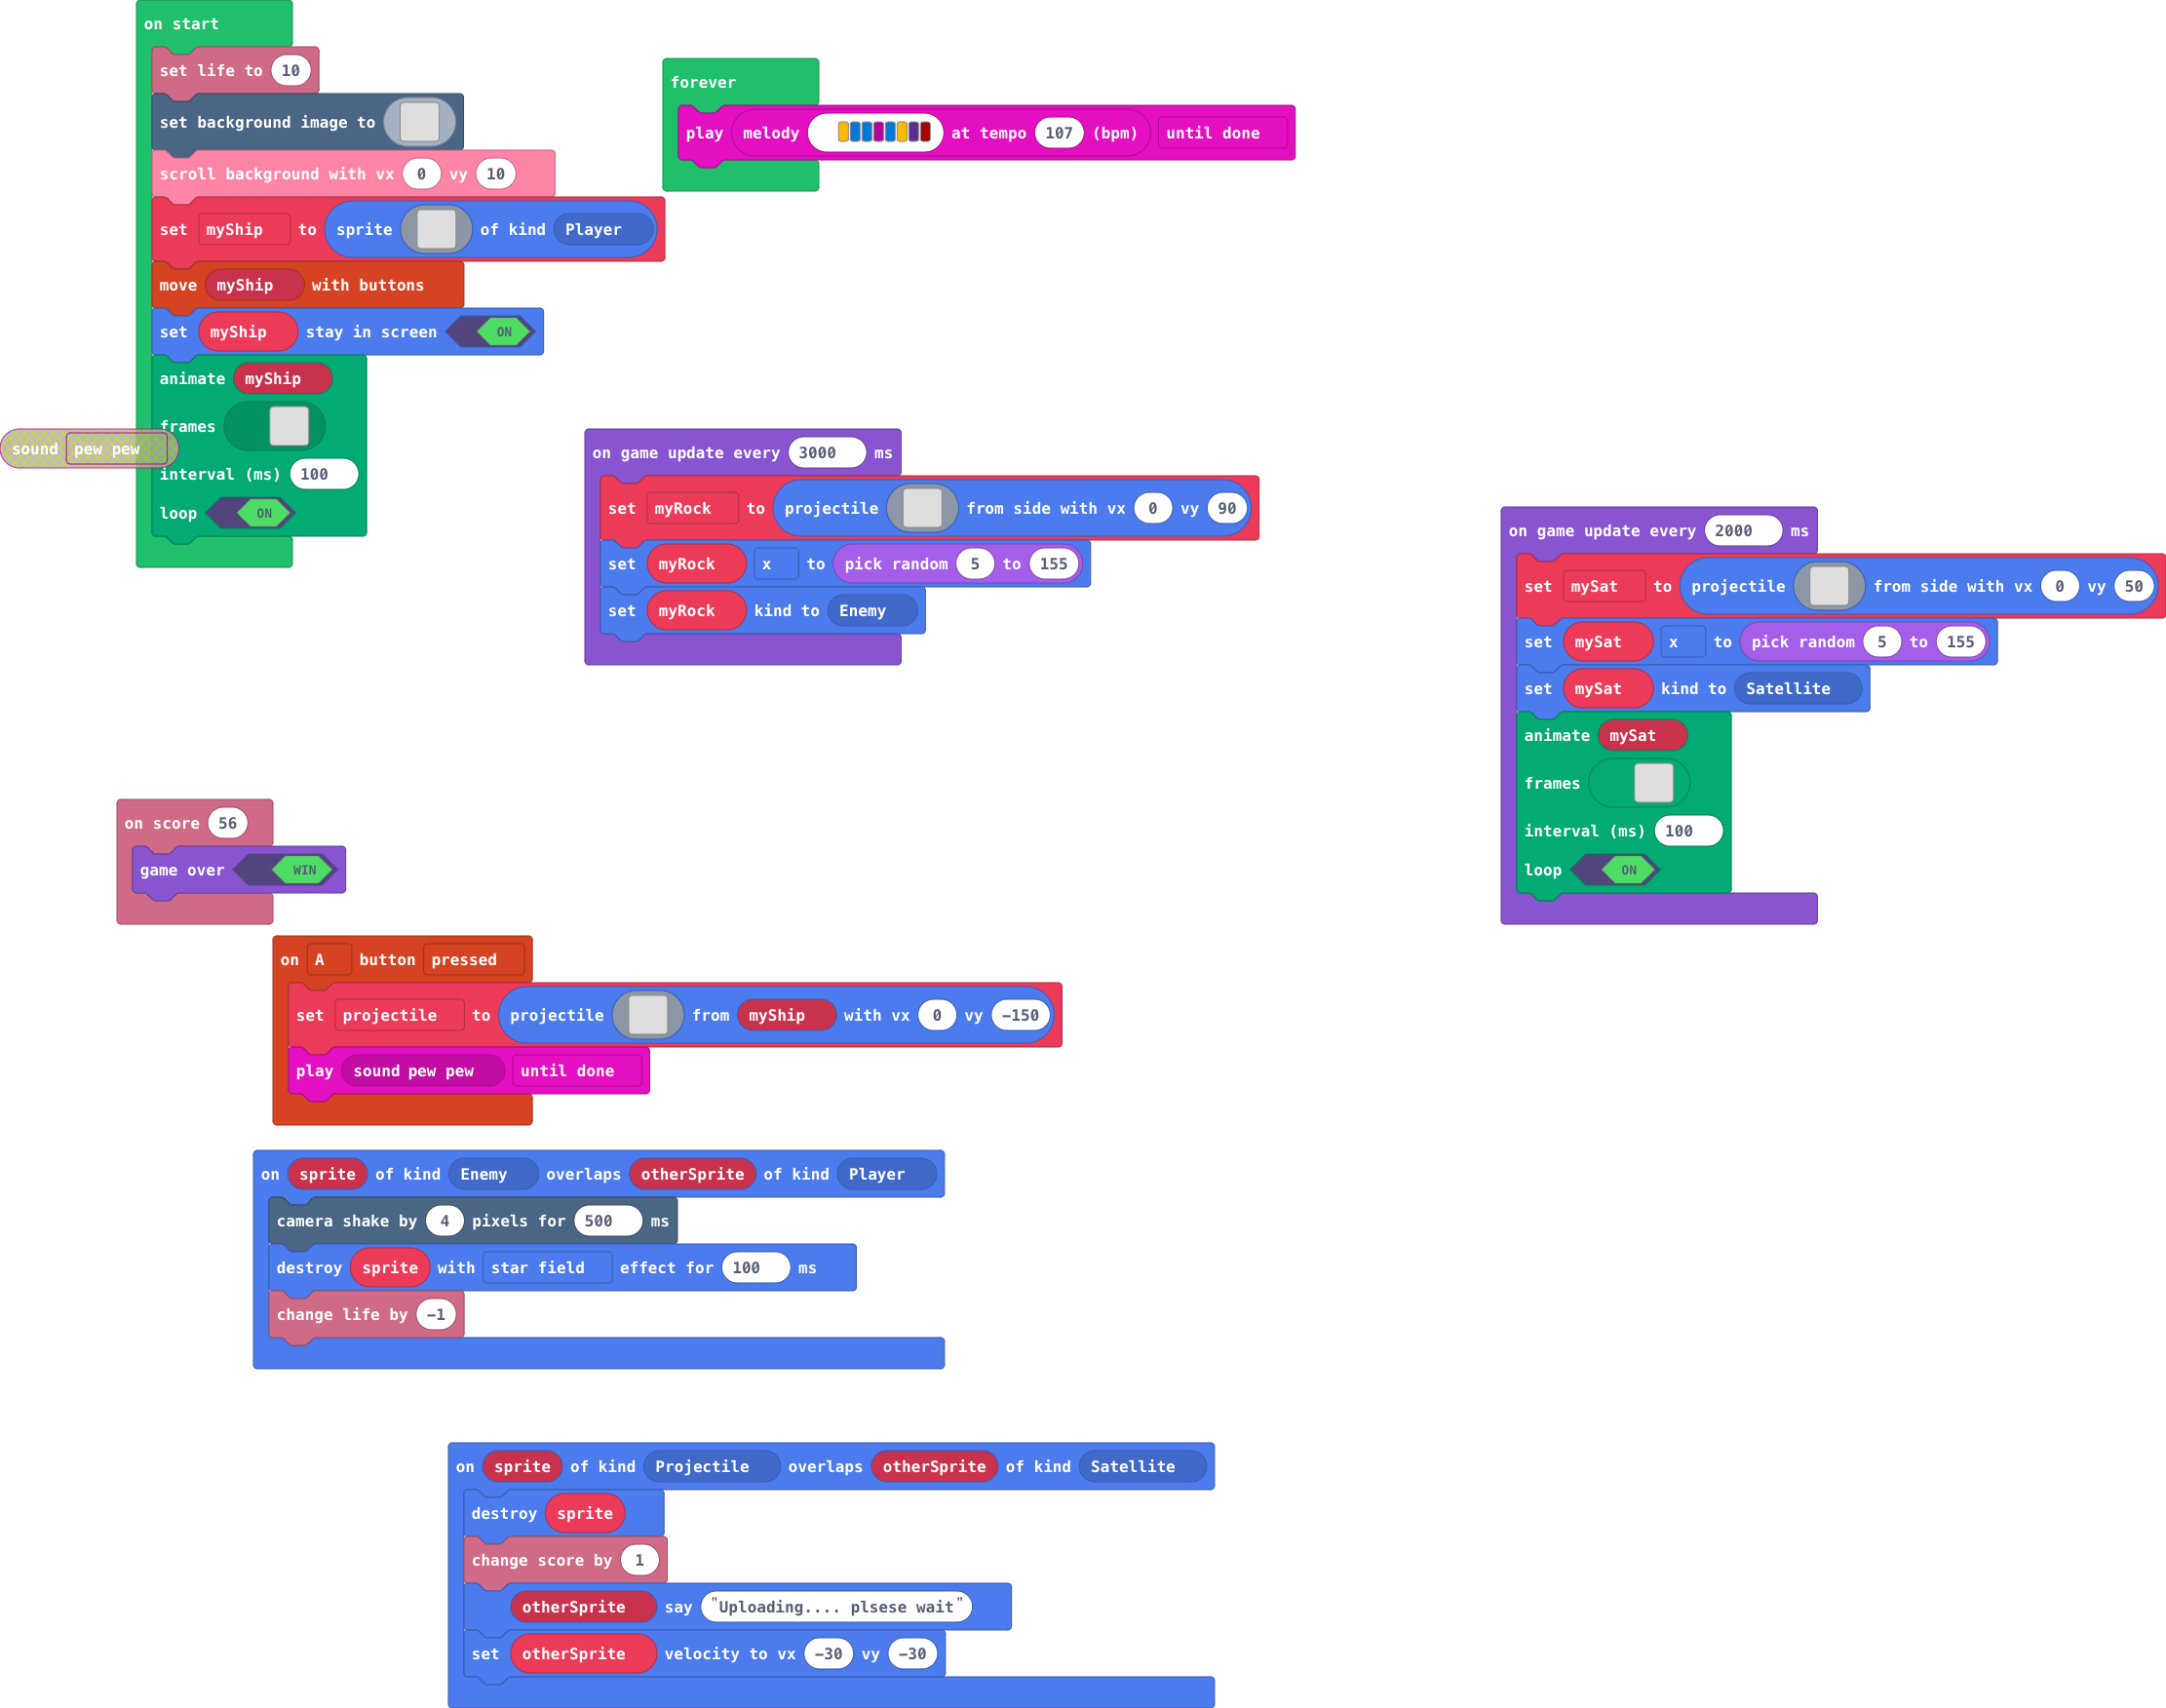 on start
set life to 10
set background image to
scroll background with vx 0 vy 10
set myShip to sprite of kind Player
move myShip with buttons
set myShip stay in screen ON
animate myShip
frames
interval (ms) 100
loop ON
sound pew pew
forever
play melody at tempo 107 (bpm) until done
on game update every 3000 ms
set myRock to projectile from side with vx 0 vy 90
set myRock x to pick random 5 to 155
set myRock kind to Enemy
on game update every 2000 ms
set mySat to projectile from side with vx 0 vy 50
set mySat x to pick random 5 to 155
set mySat kind to Satellite
animate mySat
frames
interval (ms) 100
loop ON
on score 56
game over WIN
on A button pressed
set projectile to projectile from myShip with vx 0 vy -150
play sound pew pew until done
on sprite of kind Enemy overlaps otherSprite of kind Player
camera shake by 4 pixels for 500 ms
destroy sprite with star field effect for 100 ms
change life by -1
on sprite of kind Projectile overlaps otherSprite of kind Satellite
destroy sprite
change score by 1
otherSprite say "Uploading.... plsese wait"
set otherSprite velocity to vx -30 vy -30